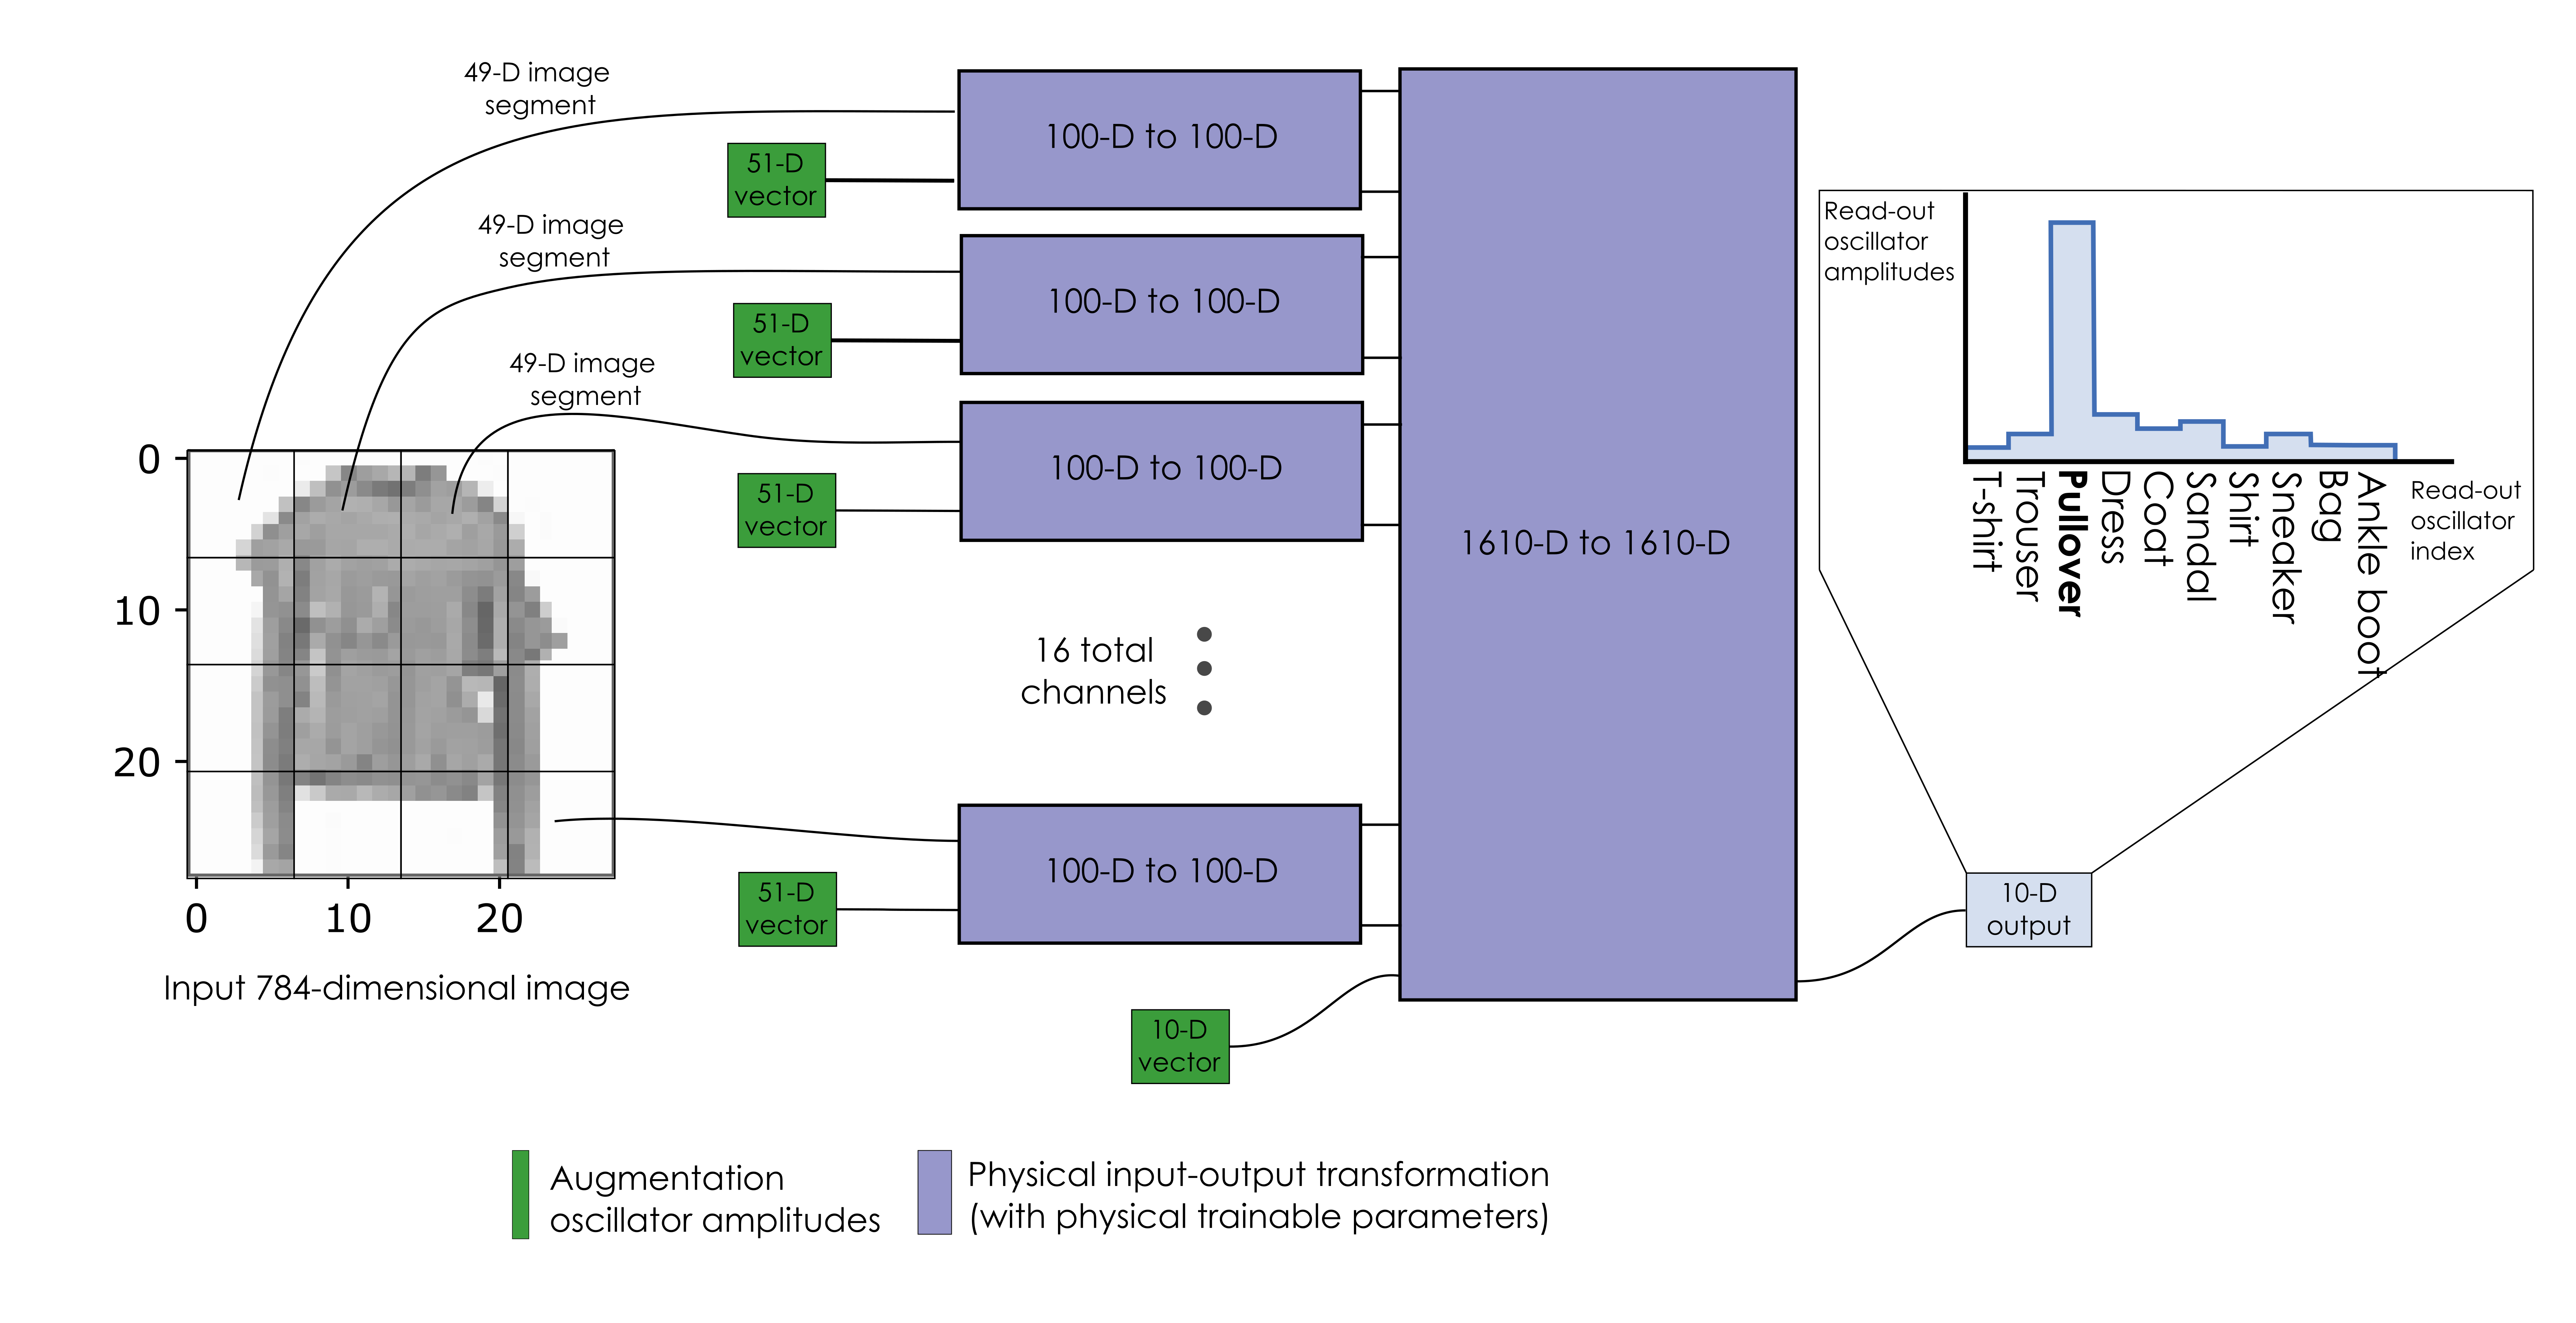 49-D image
segment
51-D
vector
100-D to 100-D
49-D image
segment
51-D
vector
100-D to 100-D
49-D image
segment
51-D
vector
100-D to 100-D
0
10
20
0
10
20
Input 784-dimensional image
16 total
channels
51-D
vector
100-D to 100-D
1610-D to 1610-D
10-D
vector
Read-out
oscillator
amplitudes
T-shirt
Trouser
Pullover
Dress
Coat
Sandal
Shirt
Sneaker
Bag
Ankle boot
Read-out
oscillator
index
10-D
output
Augmentation
oscillator amplitudes
Physical input-output transformation
(with physical trainable parameters)